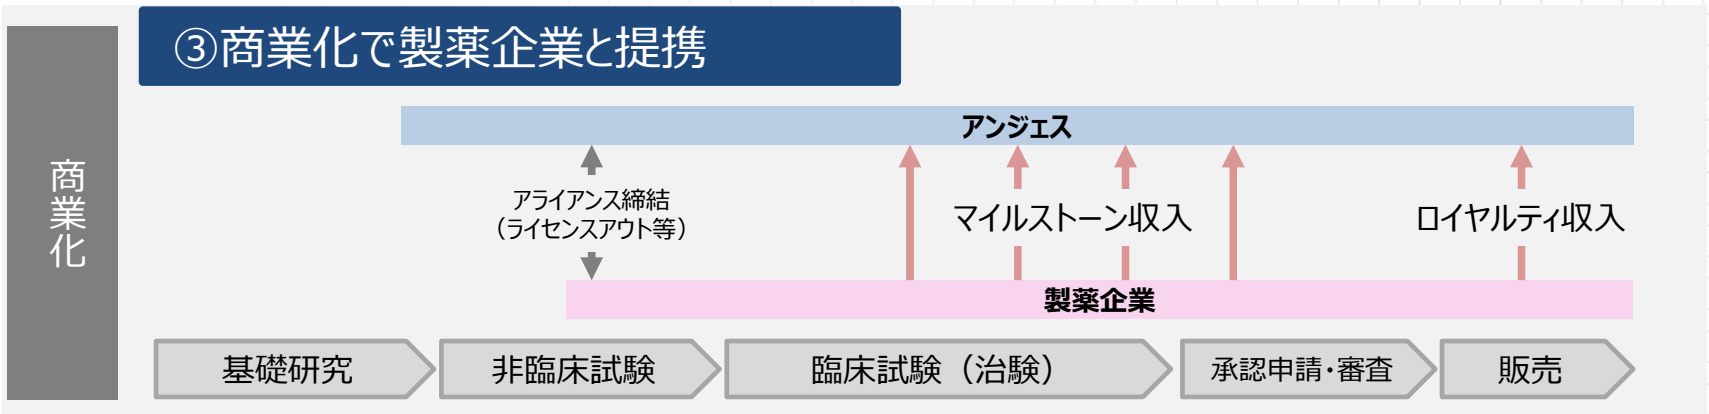 ③商業化で製薬企業と提携
商業化
アンジェス
アライアンス締結
（ライセンスアウト等）
マイルストーン収入
ロイヤルティ収入
製薬企業
基礎研究
非臨床試験
臨床試験（治験）
承認申請・審査
販売